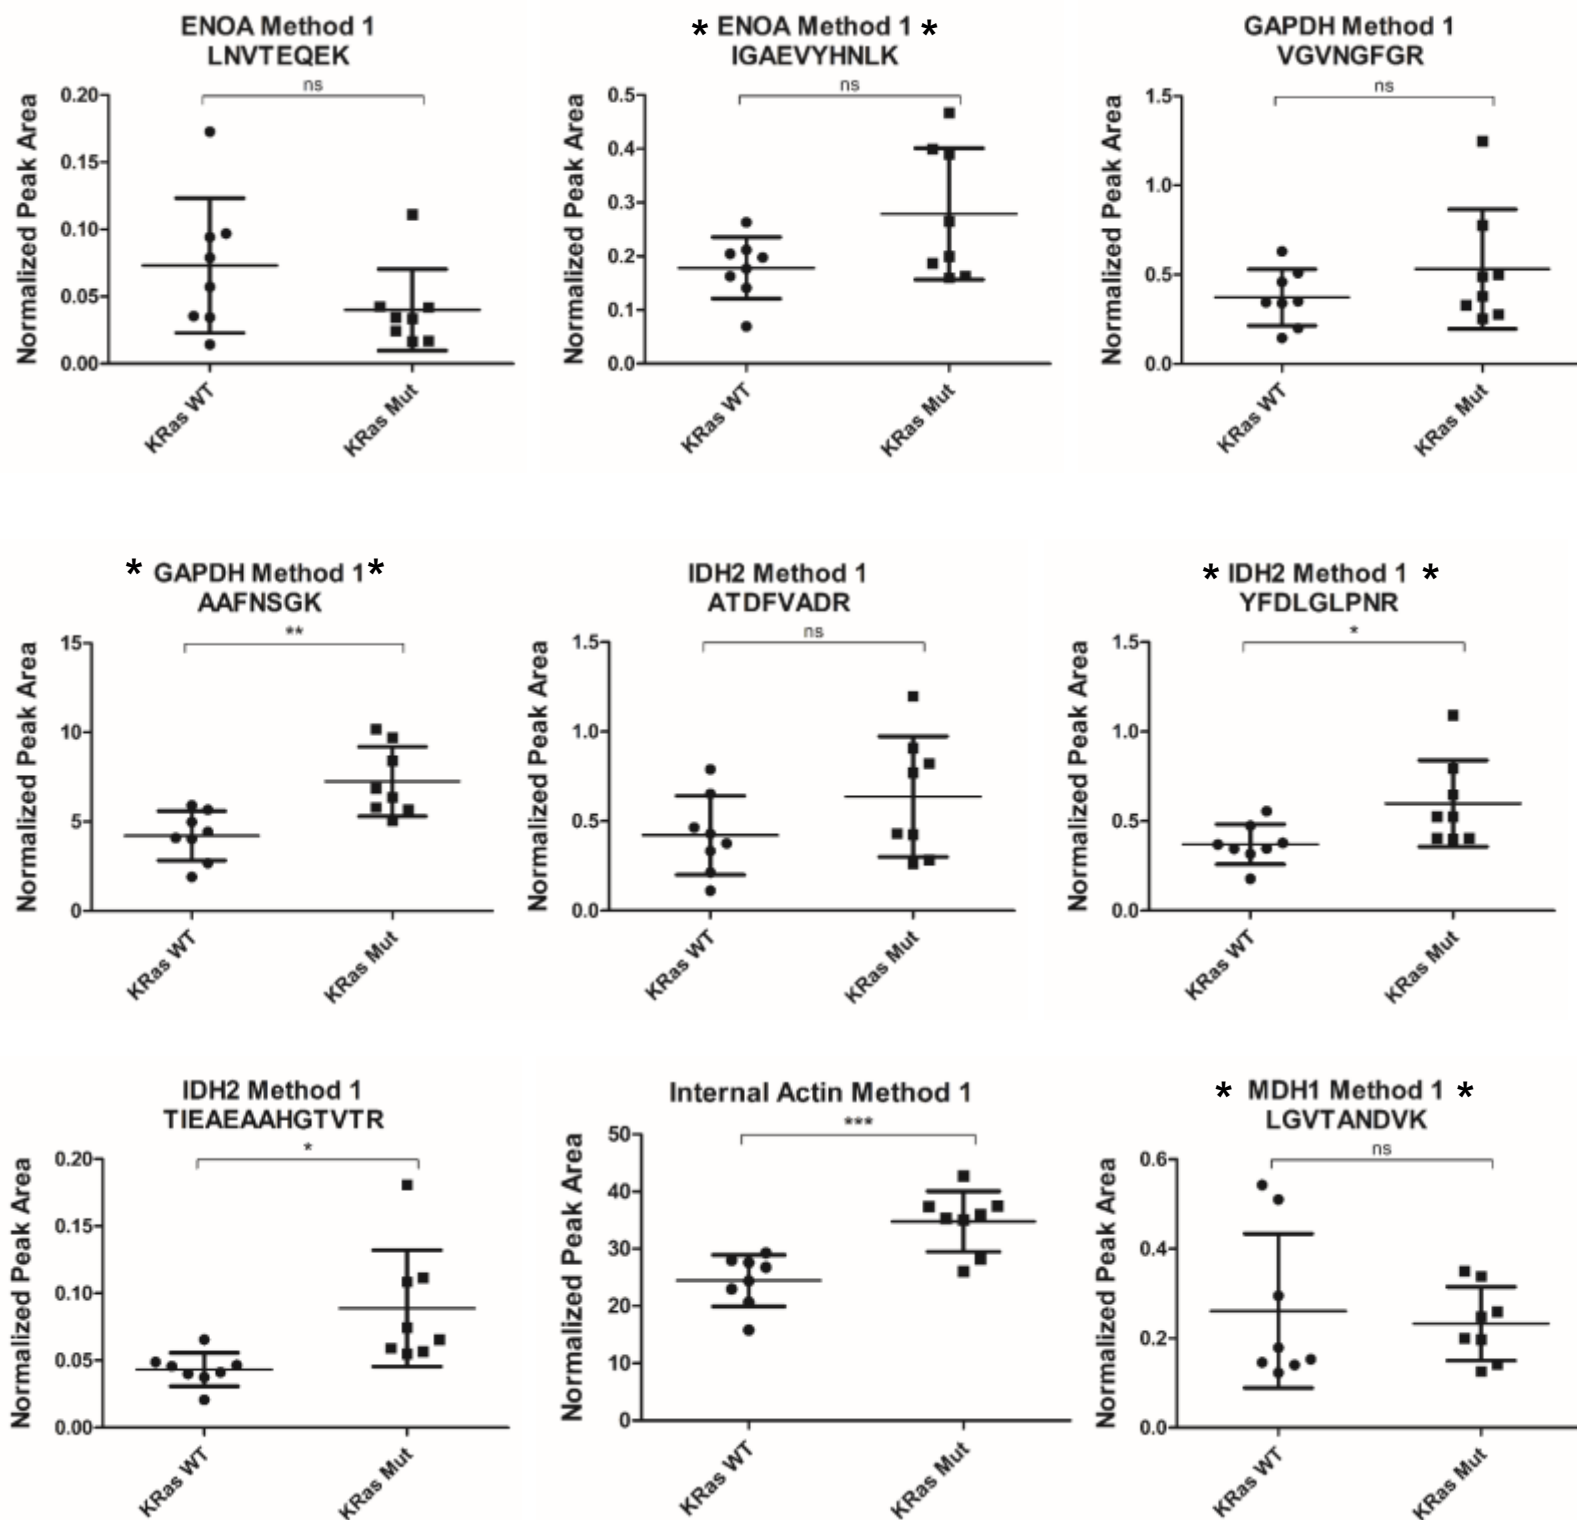 ENOA Method 1
LNVTEQEK
ns
Normalized Peak Area
0.20
0.15
0.10
0.05
0.00
KRas WT
KRas Mut
* ENOA Method 1 *
IGAEVYHNLK
ns
Normalized Peak Area
0.5
0.4
0.3
0.2
0.1
0.0
KRas WT
KRas Mut
GAPDH Method 1
VGVNGFGR
ns
Normalized Peak Area
1.5
1.0
0.5
0.0
KRas WT
KRas Mut
* GAPDH Method 1 *
AAFNSGK
**
Normalized Peak Area
15
10
5
0
KRas WT
KRas Mut
IDH2 Method 1
ATDFVADR
ns
Normalized Peak Area
1.5
1.0
0.5
0.0
KRas WT
KRas Mut
* IDH2 Method 1 *
YFDLGLPNR
*
Normalized Peak Area
1.5
1.0
0.5
0.0
KRas WT
KRas Mut
IDH2 Method 1
TIEAEAAHGTVTR
*
Normalized Peak Area
0.20
0.15
0.10
0.05
0.00
KRas WT
KRas Mut
Internal Actin Method 1
***
Normalized Peak Area
50
40
30
20
10
0
KRas WT
KRas Mut
* MDH1 Method 1 *
LGVTANDVK
ns
Normalized Peak Area
0.6
0.4
0.2
0.0
KRas WT
KRas Mut